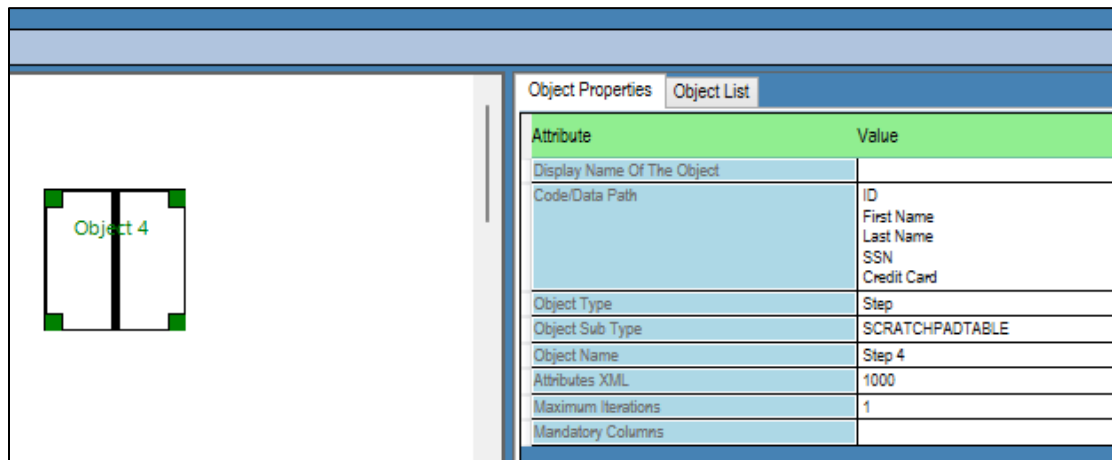 Object Properties Object List
Attribute Value
Display Name Of The Object
Code/Data Path ID
First Name
Last Name
SSN
Credit Card
Object 4
Object Type Step
Object Sub Type SCRATCHPADTABLE
Object Name Step 4
Attributes XML 1000
Maximum Iterations 1
Mandatory Columns